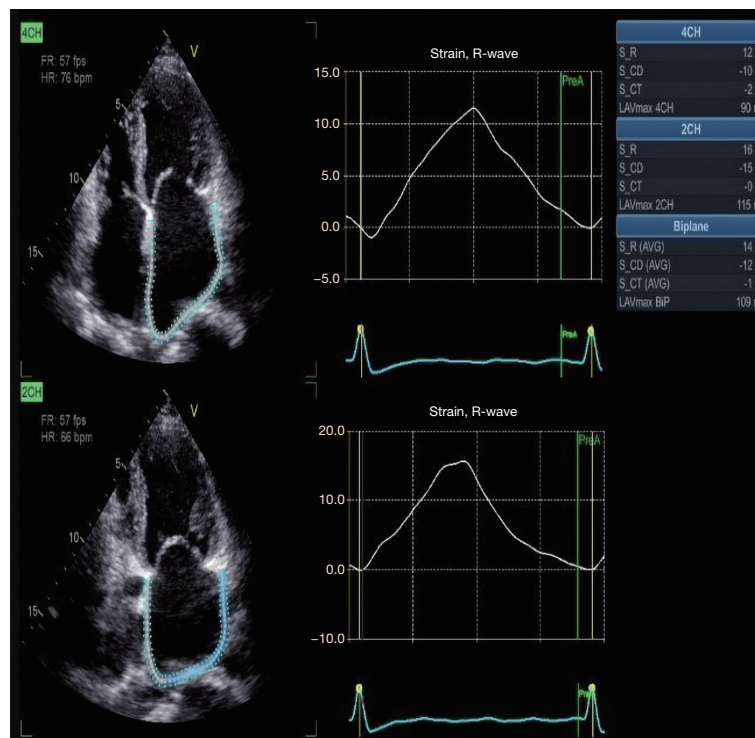 4CH
FR: 57 fps
HR: 76 bpm
V
5
10
15
Strain, R-wave
15.0
10.0
5.0
0.0
−5.0
PreA
PreA
4CH
S_R 12
S_CD -10
S_CT -2
LAVmax 4CH 90
2CH
S_R 16
S_CD -15
S_CT -0
LAVmax 2CH 115
Biplane
S_R (AVG) 14
S_CD (AVG) -12
S_CT (AVG) -1
LAVmax BiP 109
2CH
FR: 57 fps
HR: 66 bpm
V
5
10
15
Strain, R-wave
20.0
10.0
0.0
−10.0
PreA